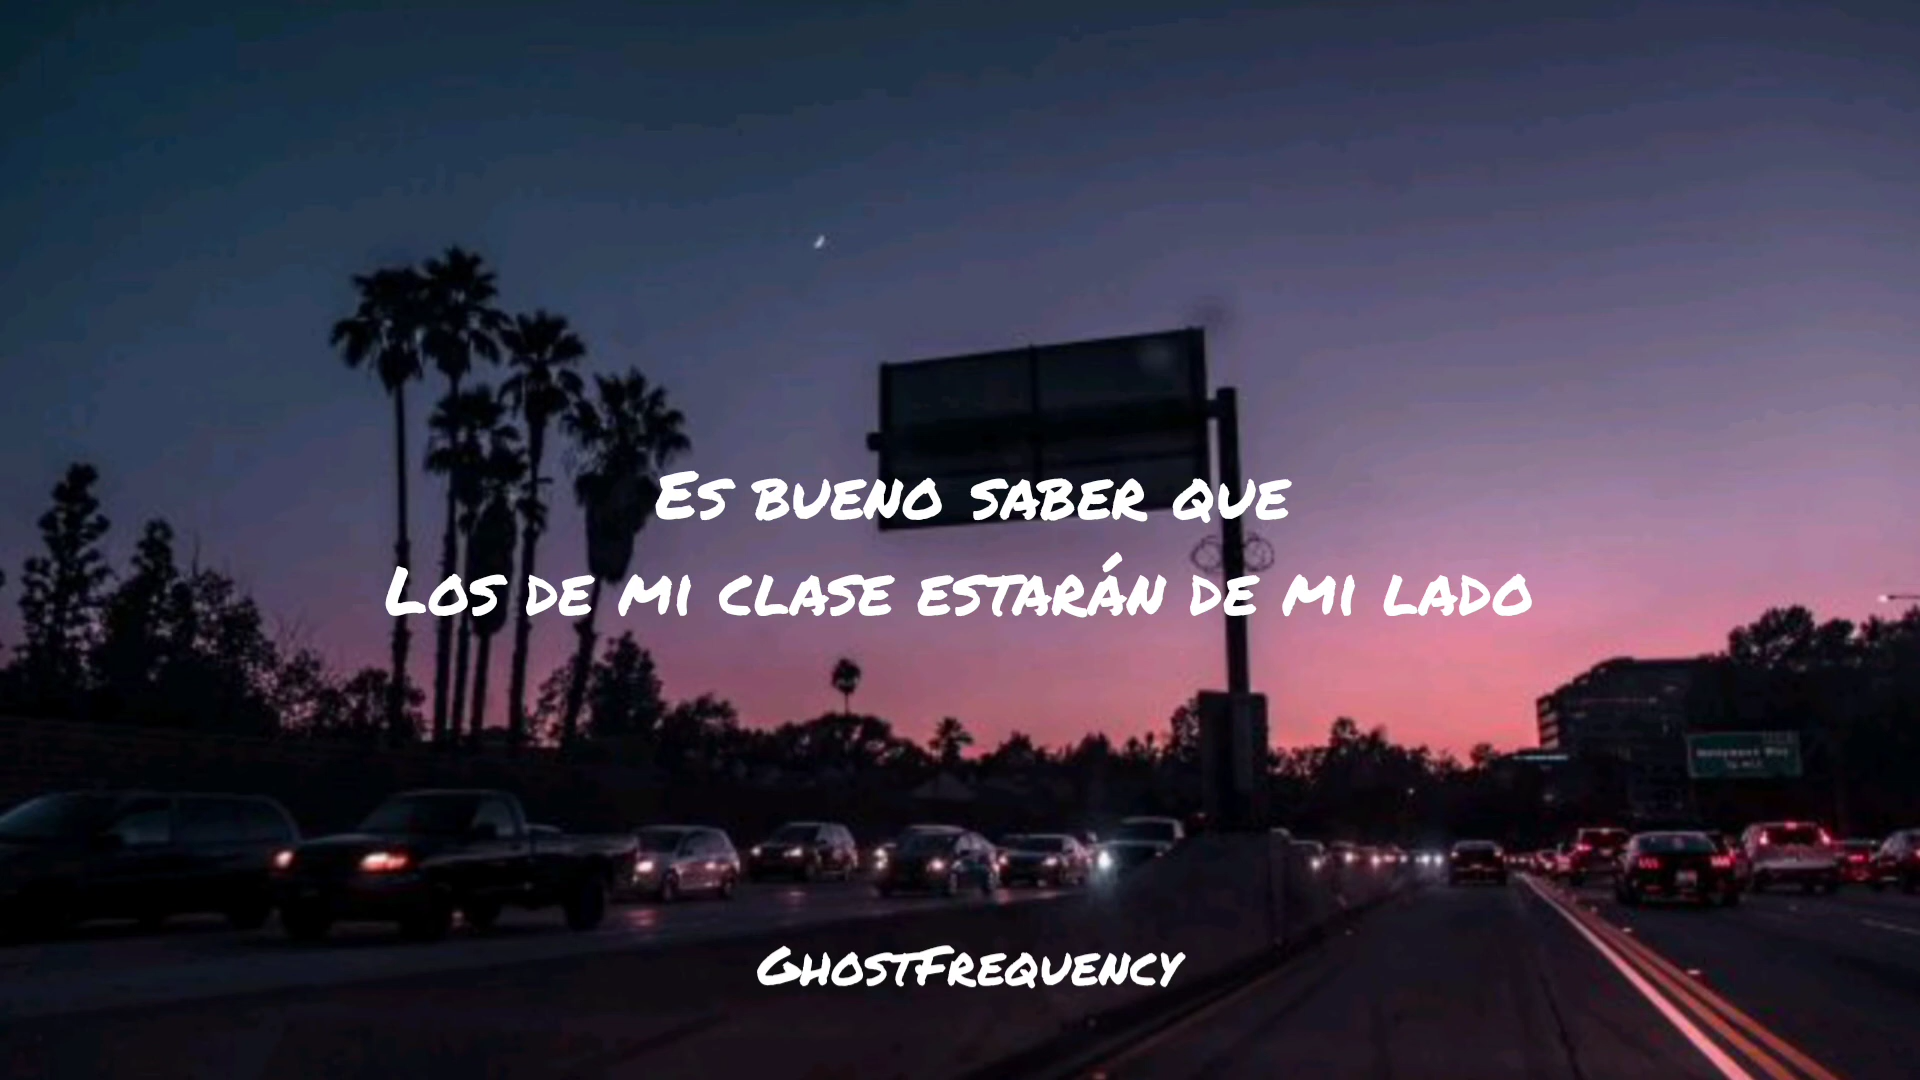 Es bueno saber que
Los de mi clase estarán de mi lado
GhostFrequency